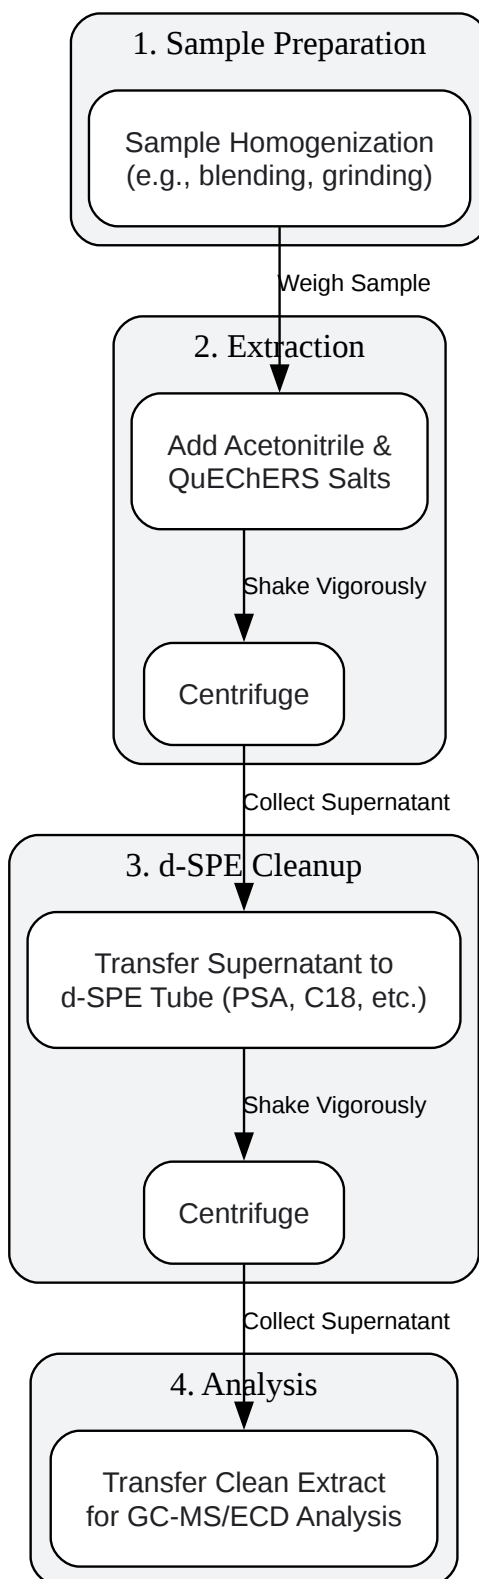 1. Sample Preparation
Sample Homogenization
(e.g., blending, grinding)
Weigh Sample
2. Extraction
Add Acetonitrile &
QuEChERS Salts
Shake Vigorously
Centrifuge
Collect Supernatant
3. d-SPE Cleanup
Transfer Supernatant to
d-SPE Tube (PSA, C18, etc.)
Shake Vigorously
Centrifuge
Collect Supernatant
4. Analysis
Transfer Clean Extract
for GC-MS/ECD Analysis